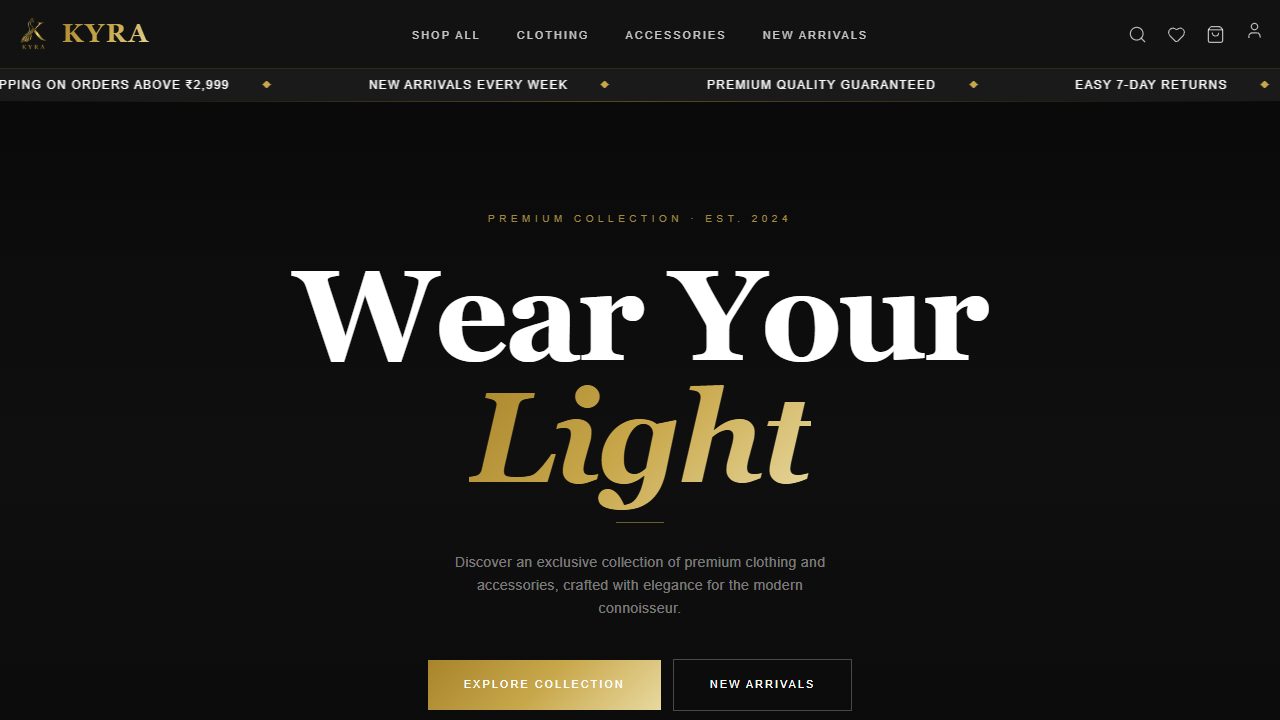 KYRA
KYRA
SHOP ALL CLOTHING ACCESSORIES NEW ARRIVALS
ON ORDERS ABOVE ₹2,999 ◆ NEW ARRIVALS EVERY WEEK ◆ PREMIUM QUALITY GUARANTEED ◆ EASY 7-DAY RETURNS ◆
PREMIUM COLLECTION · EST. 2024
Wear Your
Light
Discover an exclusive collection of premium clothing and
accessories, crafted with elegance for the modern
connoisseur.
EXPLORE COLLECTION NEW ARRIVALS